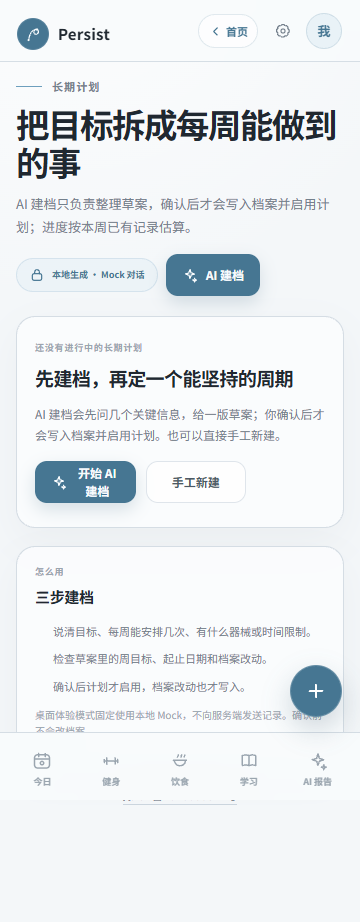 Persist
首页
我
长期计划
把目标拆成每周能做到
的事
AI 建档只负责整理草案，确认后才会写入档案并启用计
划；进度按本周已有记录估算。
本地生成 · Mock 对话
AI 建档
还没有进行中的长期计划
先建档，再定一个能坚持的周期
AI 建档会先问几个关键信息，给一版草案；你确认后才
会写入档案并启用计划。也可以直接手工新建。
开始 AI
建档
手工新建
怎么用
三步建档
说清目标、每周能安排几次、有什么器械或时间限制。
检查草案里的周目标、起止日期和档案改动。
确认后计划才启用，档案改动也才写入。
桌面体验模式固定使用本地 Mock，不向服务端发送记录。确认前
不会改档案
今日
健身
饮食
学习
AI 报告